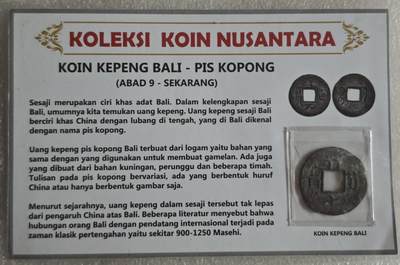 KOLEKSI KOIN NUSANTARA
KOIN KEPENG BALI - PIS KOPONG
(ABAD 9 - SEKARANG)
Sesaji merupakan ciri khas adat Bali. Dalam kelengkapan sesaji
Bali, umumnya kita temukan uang kepeng. Uang kepeng sesaji Bali
berciri khas China dengan lubang di tengah, yang di Bali dikenal
dengan nama pis kopong.
Uang kepeng pis kopong Bali terbuat dari logam yaitu bahan yang
sama dengan yang digunakan untuk membuat gamelan. Ada juga
yang dibuat dari bahan kuningan, perunggu dan beberapa timah.
Tulisan pada pis kopong bervariasi, ada yang berbentuk huruf
China atau hanya berbentuk gambar saja.
Menurut sejarahnya, uang kepeng dalam sesaji tersebut tak lepas
dari pengaruh China atas Bali. Beberapa literatur menyebut bahwa
hubungan orang Bali dengan pendatang internasional terjadi pada
zaman klasik pertengahan yaitu sekitar 900-1250 Masehi.
KOIN KEPENG BALI